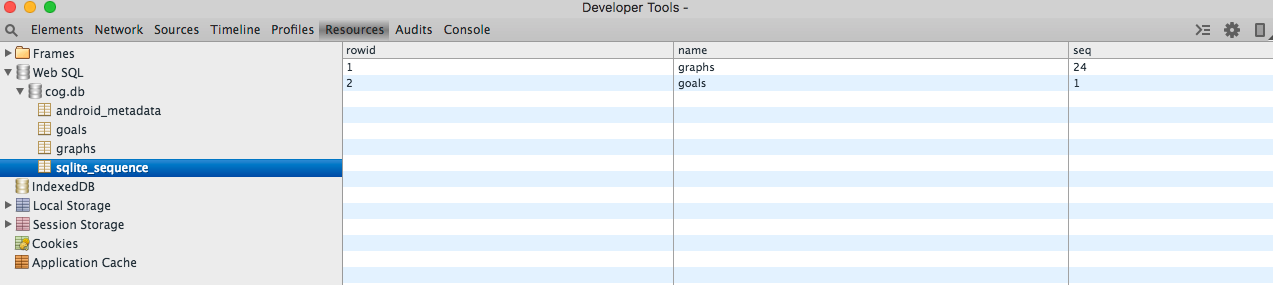 Developer Tools -
Elements Network Sources Timeline Profiles Resources Audits Console
Frames
Web SQL
cog.db
android_metadata
goals
graphs
sqlite_sequence
IndexedDB
Local Storage
Session Storage
Cookies
Application Cache
rowid name seq
1 graphs 24
2 goals 1